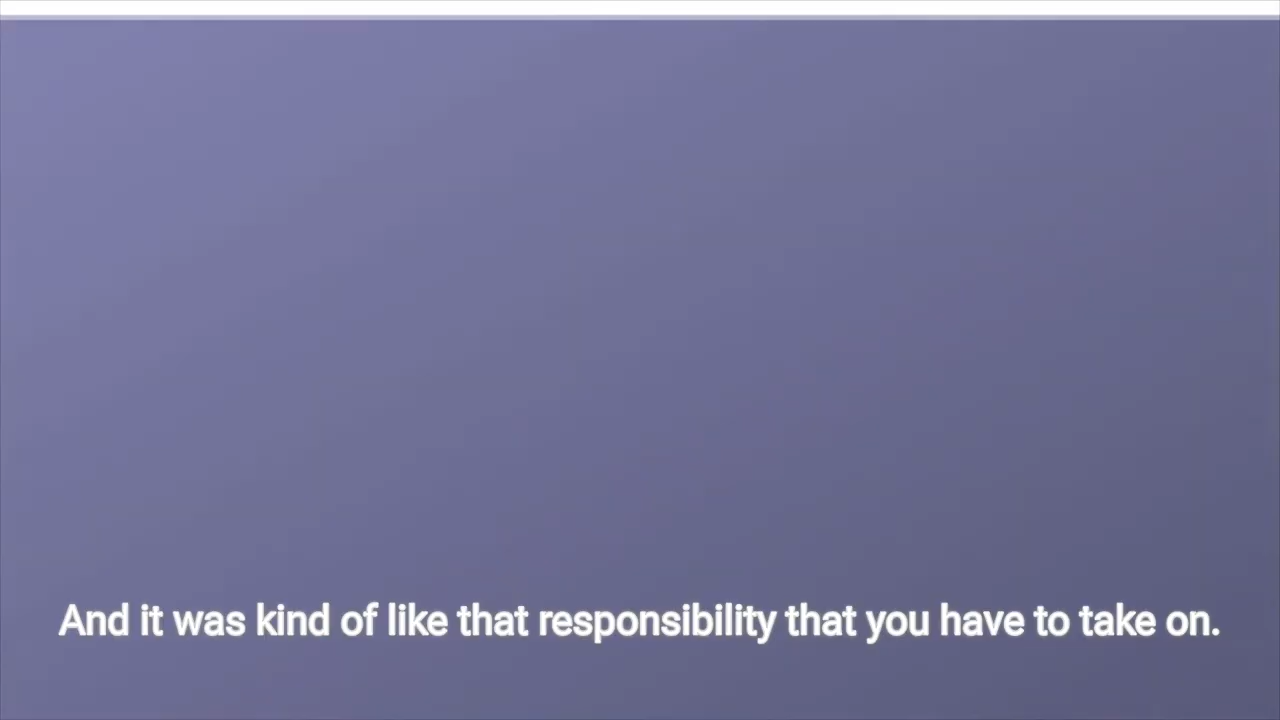 And it was kind of like that responsibility that you have to take on.